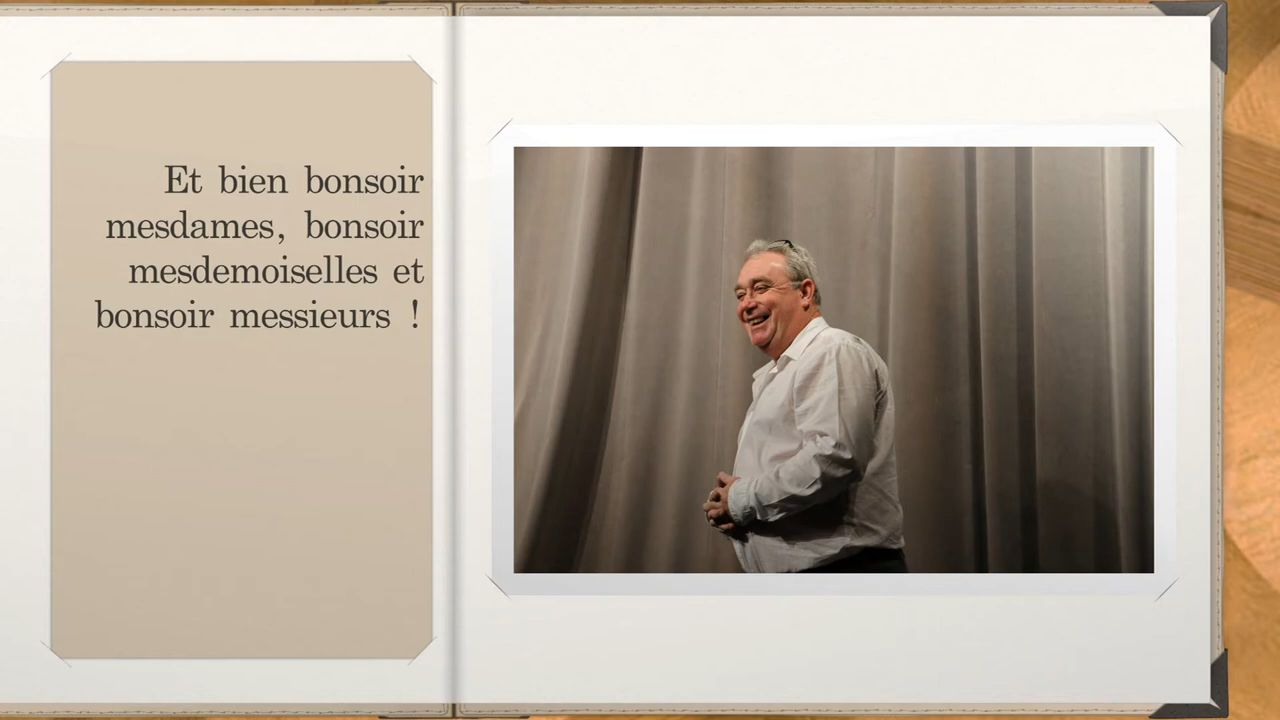 Et bien bonsoir
mesdames, bonsoir
mesdemoiselles et
bonsoir messieurs !